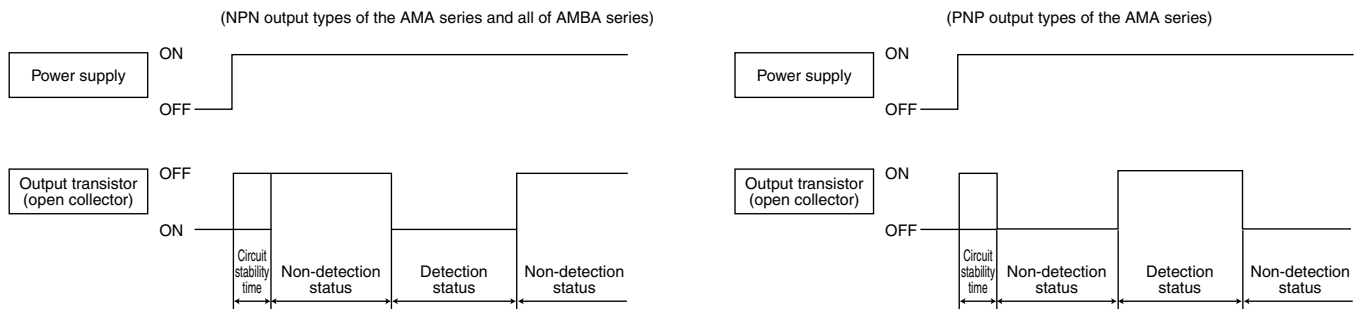 (NPN output types of the AMA series and all of AMBA series)
Power supply
ON
OFF
Output transistor
(open collector)
OFF
ON
Circuit
stability
time
Non-detection
status
Detection
status
Non-detection
status
(PNP output types of the AMA series)
Power supply
ON
OFF
Output transistor
(open collector)
ON
OFF
Circuit
stability
time
Non-detection
status
Detection
status
Non-detection
status